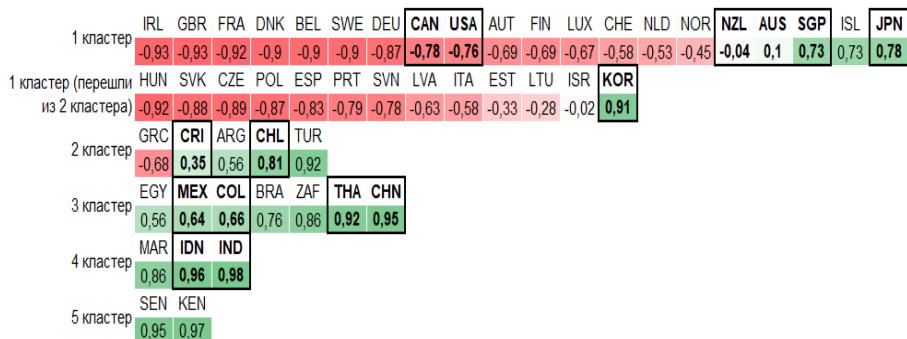 IRL GBR FRA DNK BEL SWE DEU CAN USA AUT FIN LUX CHE NLD NOR NZL AUS SGP ISL JPN
1 кластер
-0,93 -0,93 -0,92 -0,9 -0,9 -0,9 -0,87 -0,78 -0,76 -0,69 -0,69 -0,67 -0,58 -0,53 -0,45 -0,04 0,1 0,73 0,73 0,78
1 кластер (перешли HUN SVK CZE POL ESP PRT SVN LVA ITA EST LTU ISR KOR
из 2 кластера) -0,92 -0,88 -0,89 -0,87 -0,83 -0,79 -0,78 -0,63 -0,58 -0,33 -0,28 -0,02 0,91
GRC CRI ARG CHL TUR
2 кластер
-0,68 0,35 0,56 0,81 0,92
EGY MEX COL BRA ZAF THA CHN
3 кластер
0,56 0,64 0,66 0,76 0,86 0,92 0,95
MAR IDN IND
4 кластер
0,86 0,96 0,98
SEN KEN
5 кластер
0,95 0,97